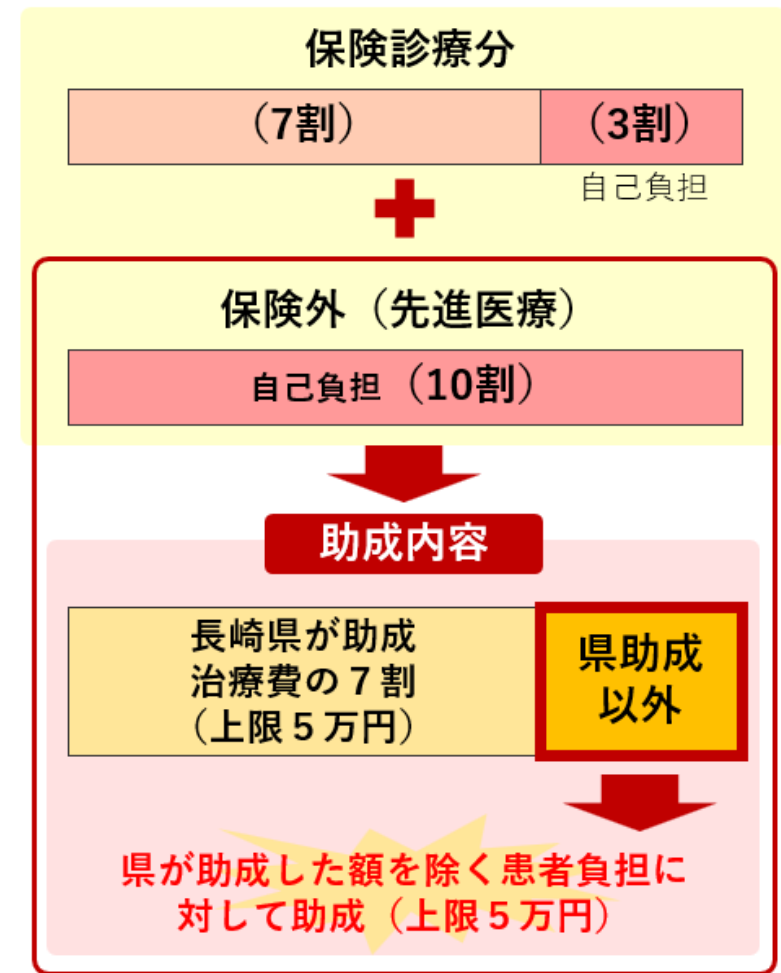 保険診療分
（7割）
（3割）
自己負担
保険外（先進医療）
自己負担（10割）
助成内容
長崎県が助成
治療費の７割
（上限５万円）
県助成
以外
県が助成した額を除く患者負担に
対して助成（上限５万円）